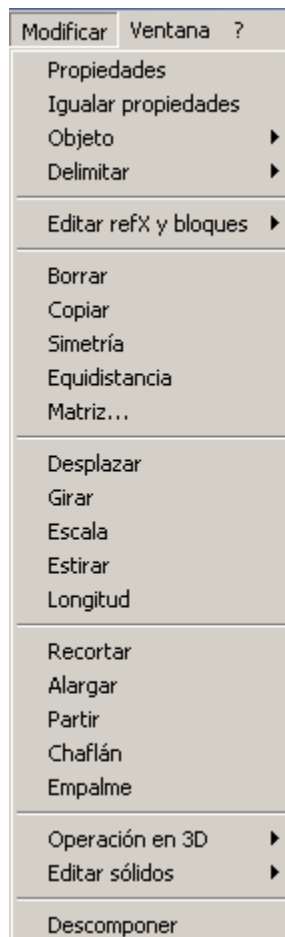 Modificar Ventana ?
Propiedades
Igualar propiedades
Objeto
Delimitar
Editar refX y bloques
Borrar
Copiar
Simetría
Equidistancia
Matriz...
Desplazar
Girar
Escala
Estirar
Longitud
Recortar
Alargar
Partir
Chaflán
Empalme
Operación en 3D
Editar sólidos
Descomponer